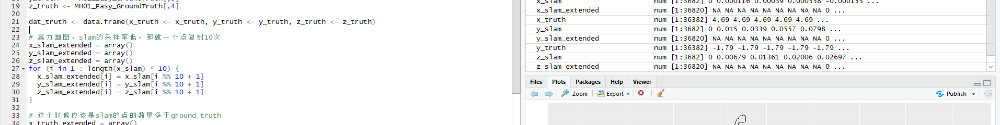 19 z_truth <- MH01_Easy_GroundTruth[,4]
20
21 dat_truth <- data.frame(x_truth <- x_truth, y_truth <- y_truth, z_truth <- z_truth)
22
23 # 暴力画图，slam的采样率低，那就一个点复制10次
24 x_slam_extended = array()
25 y_slam_extended = array()
26 z_slam_extended = array()
27 for (i in 1 : length(x_slam) * 10) {
28 x_slam_extended[i] = x_slam[i %% 10 + 1]
29 y_slam_extended[i] = y_slam[i %% 10 + 1]
30 z_slam_extended[i] = z_slam[i %% 10 + 1]
31 }
32
33 # 这个时候应该是slam的点的数量多于ground_truth
34 x_truth_extended = array()
x_slam num [1:3682] 0 0.000116 0.00039 0.000558 -0.000155 ...
x_slam_extended num [1:36820] NA NA NA NA NA NA NA NA NA 0 ...
x_truth num [1:36382] 4.69 4.69 4.69 4.69 4.69 ...
y_slam num [1:3682] 0 0.015 0.0339 0.0557 0.0798 ...
y_slam_extended num [1:36820] NA NA NA NA NA NA NA NA NA 0 ...
y_truth num [1:36382] -1.79 -1.79 -1.79 -1.79 -1.79 ...
z_slam num [1:3682] 0 0.00679 0.01361 0.02006 0.02697 ...
z_slam_extended num [1:36820] NA NA NA NA NA NA NA NA NA 0 ...
Files Plots Packages Help Viewer
Zoom Export Publish